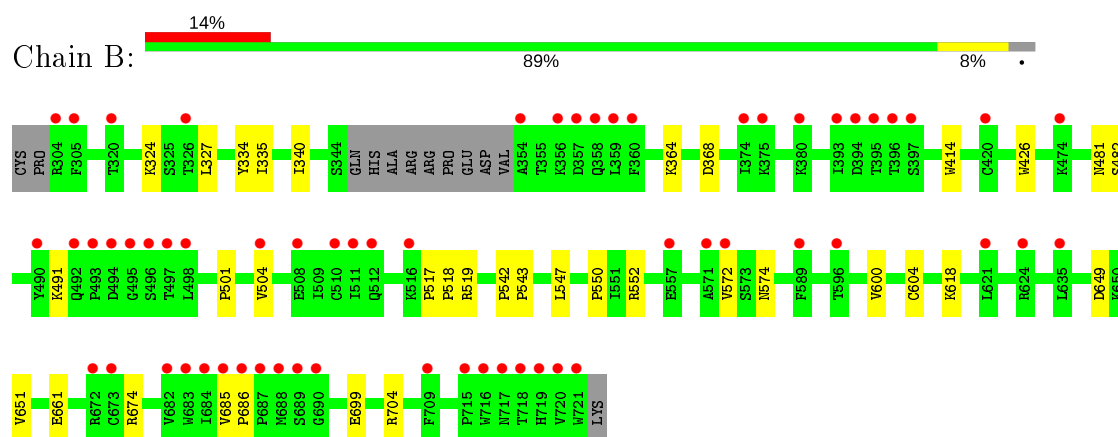 14%
Chain B:
89%
8%
•
CYS PRO R304 F305 T320 K324 S325 T326 L327 Y334 I335 I340 S344 GLN HIS ALA ARG ARG PRO GLU ASP VAL A354 T355 K356 D357 Q358 L359 F360 K364 D368 I374 K375 K380 I393 D394 T395 T396 S397 W414 C420 W426 K474 N481 S482
Y490 K491 Q492 P493 D494 G495 S496 T497 L498 P501 V504 E508 I509 C510 I511 Q512 K516 P517 P518 R519 P542 P543 L547 P550 I551 R552 E557 A571 V572 S573 N574 F589 T596 V600 C604 K618 L621 R624 L635 D649 K650
V651 E661 R672 C673 R674 V682 W683 I684 V685 P686 P687 M688 S689 G690 E699 R704 F709 P715 W716 N717 T718 H719 V720 W721 LYS